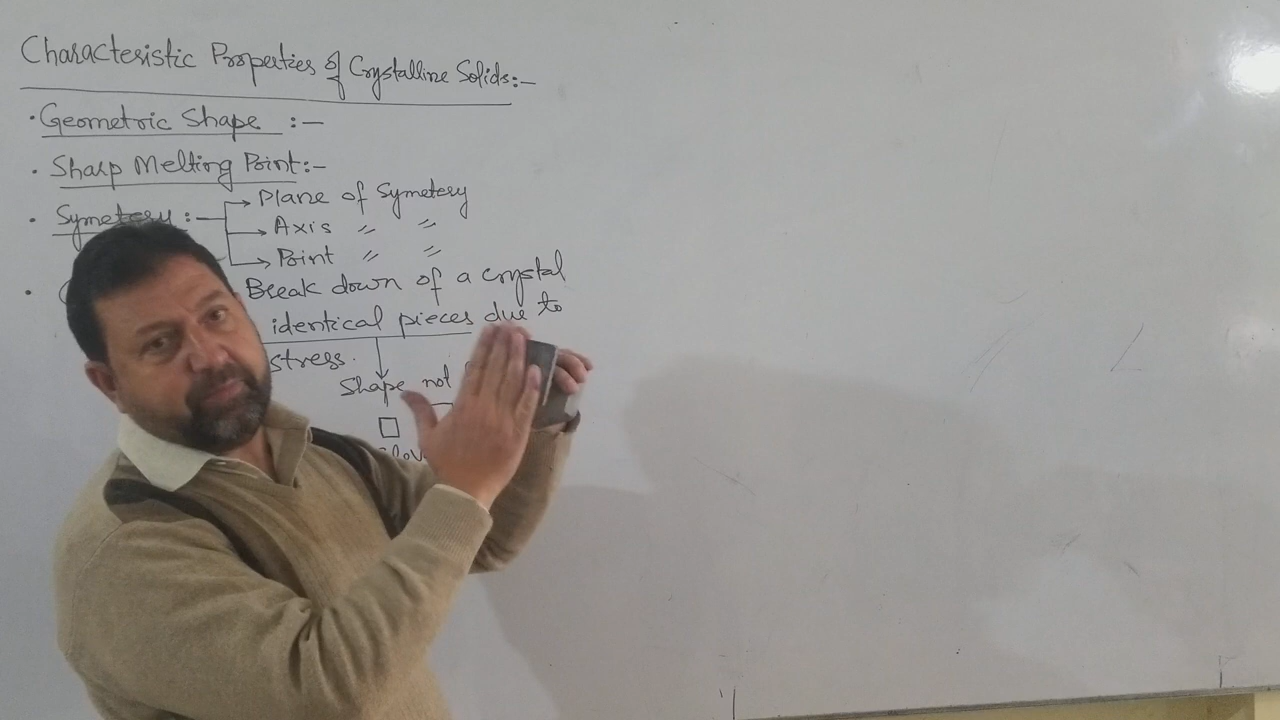 Characteristic Properties of Crystalline Solids:-
· Geometric Shape :-
· Sharp Melting Point:-
· Symetery :- → Plane of Symetery
→ Axis 〃 〃
→ Point 〃 〃
· Break down of a crystal
identical pieces due to
stress.
Shape not